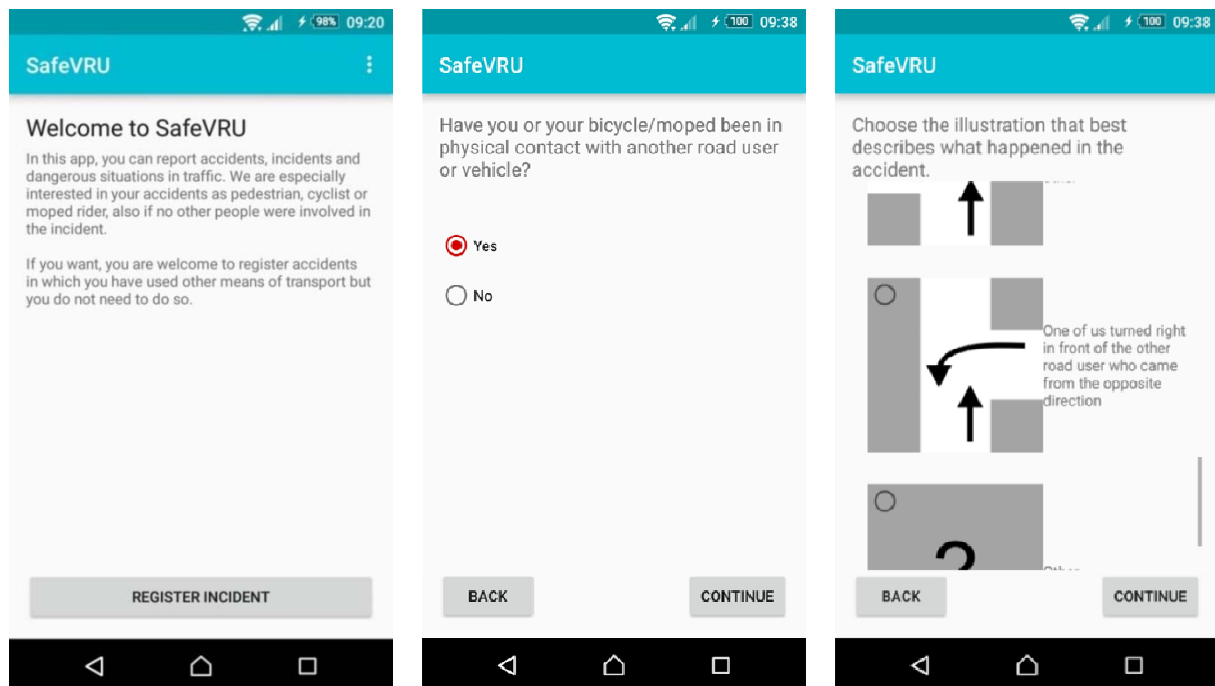 98% 09:20
SafeVRU
Welcome to SafeVRU
In this app, you can report accidents, incidents and
dangerous situations in traffic. We are especially
interested in your accidents as pedestrian, cyclist or
moped rider, also if no other people were involved in
the incident.
If you want, you are welcome to register accidents
in which you have used other means of transport but
you do not need to do so.
REGISTER INCIDENT
100 09:38
SafeVRU
Have you or your bicycle/moped been in
physical contact with another road user
or vehicle?
Yes
No
BACK CONTINUE
100 09:38
SafeVRU
Choose the illustration that best
describes what happened in the
accident.
One of us turned right
in front of the other
road user who came
from the opposite
direction
?
BACK CONTINUE